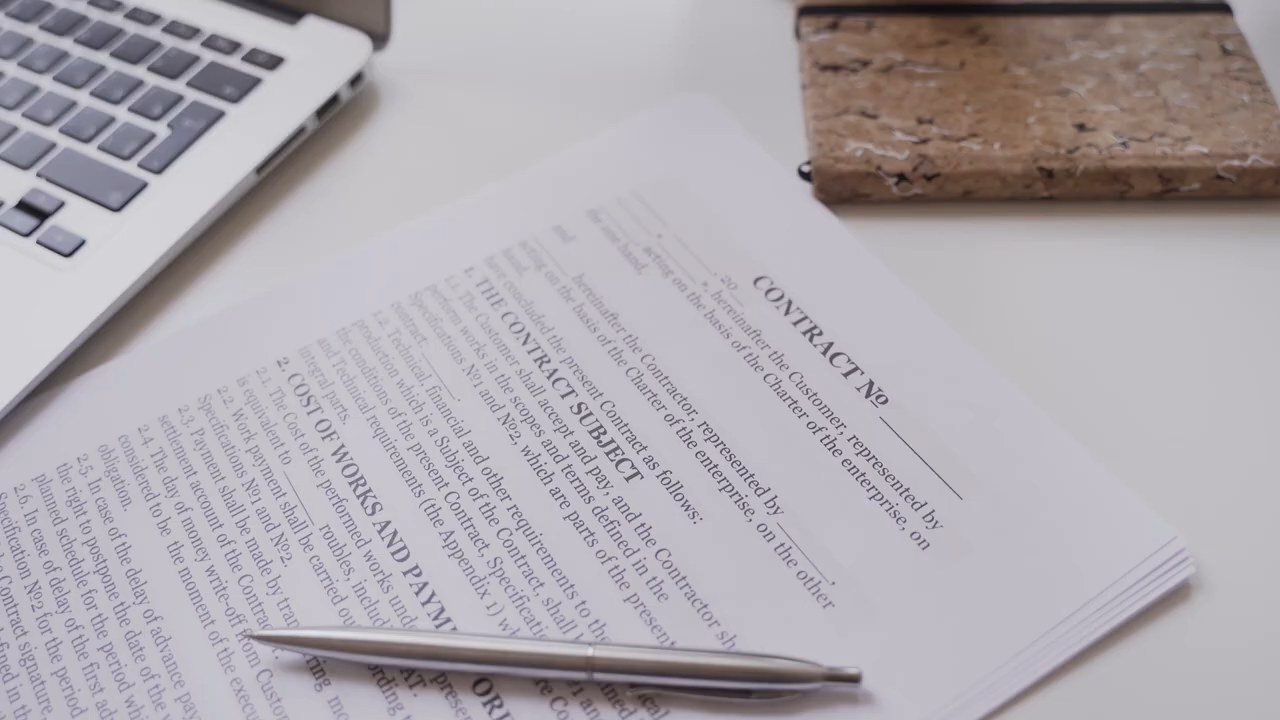 CONTRACT №
20
hereinafter the Customer, represented by
acting on the basis of the Charter of the enterprise, on
the one hand,
and
hereinafter the Contractor, represented by
acting on the basis of the Charter of the enterprise, on the other
hand,
have concluded the present Contract as follows:
1. THE CONTRACT SUBJECT
1.1. The Customer shall accept and pay, and the Contractor sh
perform works in the scopes and terms defined in the
Specifications №1 and №2, which are parts of the present
contract.
1.2. Technical, financial and other requirements to the
production which is a Subject of the Contract, shall
the conditions of the present Contract, Specificatio
and Technical requirements (the Appendix 1) wh
integral parts.
2. COST OF WORKS AND PAYM
2.1. The Cost of the performed works und
is equivalent to roubles, includ
2.2. Work payment shall be carried ou
Specifications №1 and №2.
2.3. Payment shall be made by tran
settlement account of the Contrac
2.4. The day of money write-off from Custo
considered to be the moment of the execu
obligation.
2.5. In case of the delay of advance pay
the right to postpone the date of the
planned schedule for the period
2.6. In case of delay of the first ad
Specification №2 for the period
Contract signature.